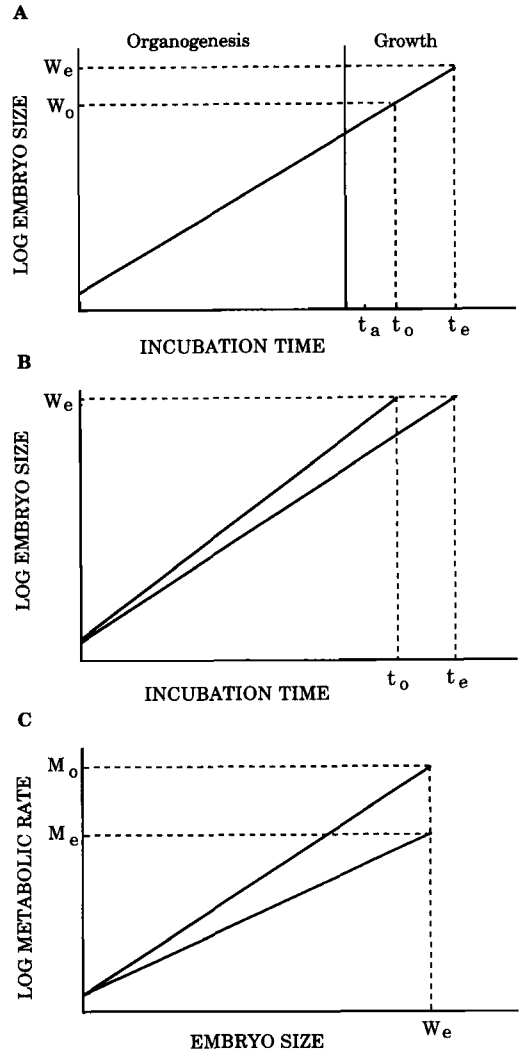 A
Organogenesis Growth
We
Wo
LOG EMBRYO SIZE
ta to te
INCUBATION TIME
B
We
LOG EMBRYO SIZE
to te
INCUBATION TIME
C
Mo
Me
LOG METABOLIC RATE
We
EMBRYO SIZE